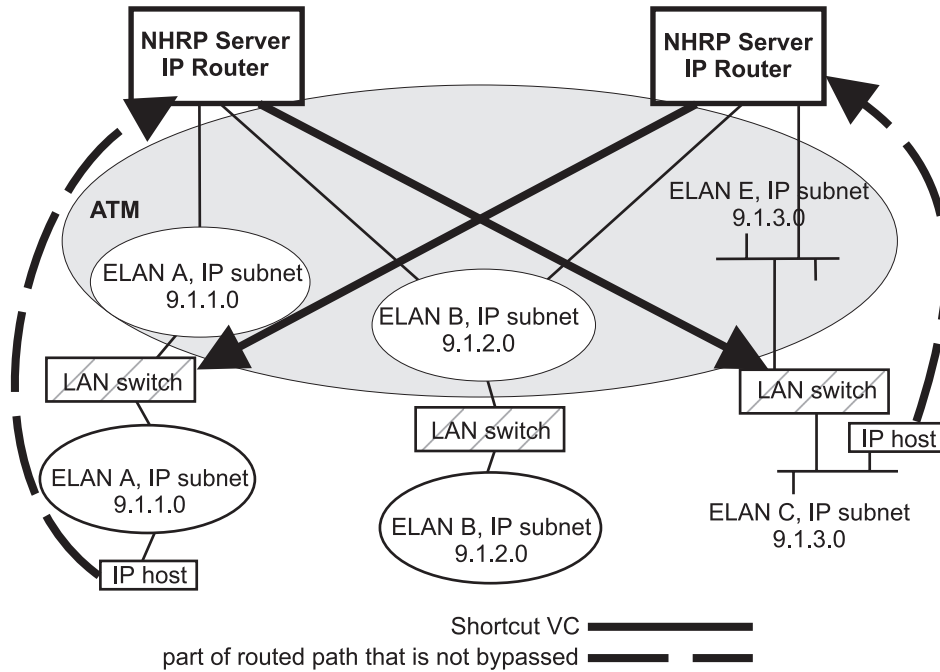 NHRP Server
IP Router
NHRP Server
IP Router
ATM
ELAN E, IP subnet
9.1.3.0
ELAN A, IP subnet
9.1.1.0
ELAN B, IP subnet
9.1.2.0
LAN switch
LAN switch
LAN switch
IP host
ELAN A, IP subnet
9.1.1.0
ELAN B, IP subnet
9.1.2.0
ELAN C, IP subnet
9.1.3.0
IP host
Shortcut VC
part of routed path that is not bypassed